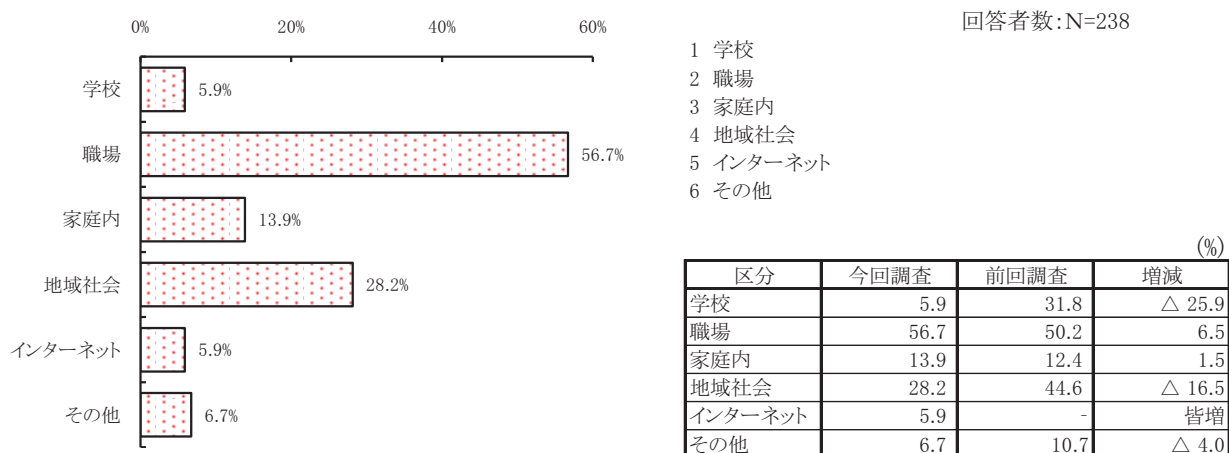 0% 20% 40% 60%
学校 5.9%
職場 56.7%
家庭内 13.9%
地域社会 28.2%
インターネット 5.9%
その他 6.7%
回答者数:N=238
1 学校
2 職場
3 家庭内
4 地域社会
5 インターネット
6 その他
(%)
区分 今回調査 前回調査 増減
学校 5.9 31.8 △ 25.9
職場 56.7 50.2 6.5
家庭内 13.9 12.4 1.5
地域社会 28.2 44.6 △ 16.5
インターネット 5.9 - 皆増
その他 6.7 10.7 △ 4.0